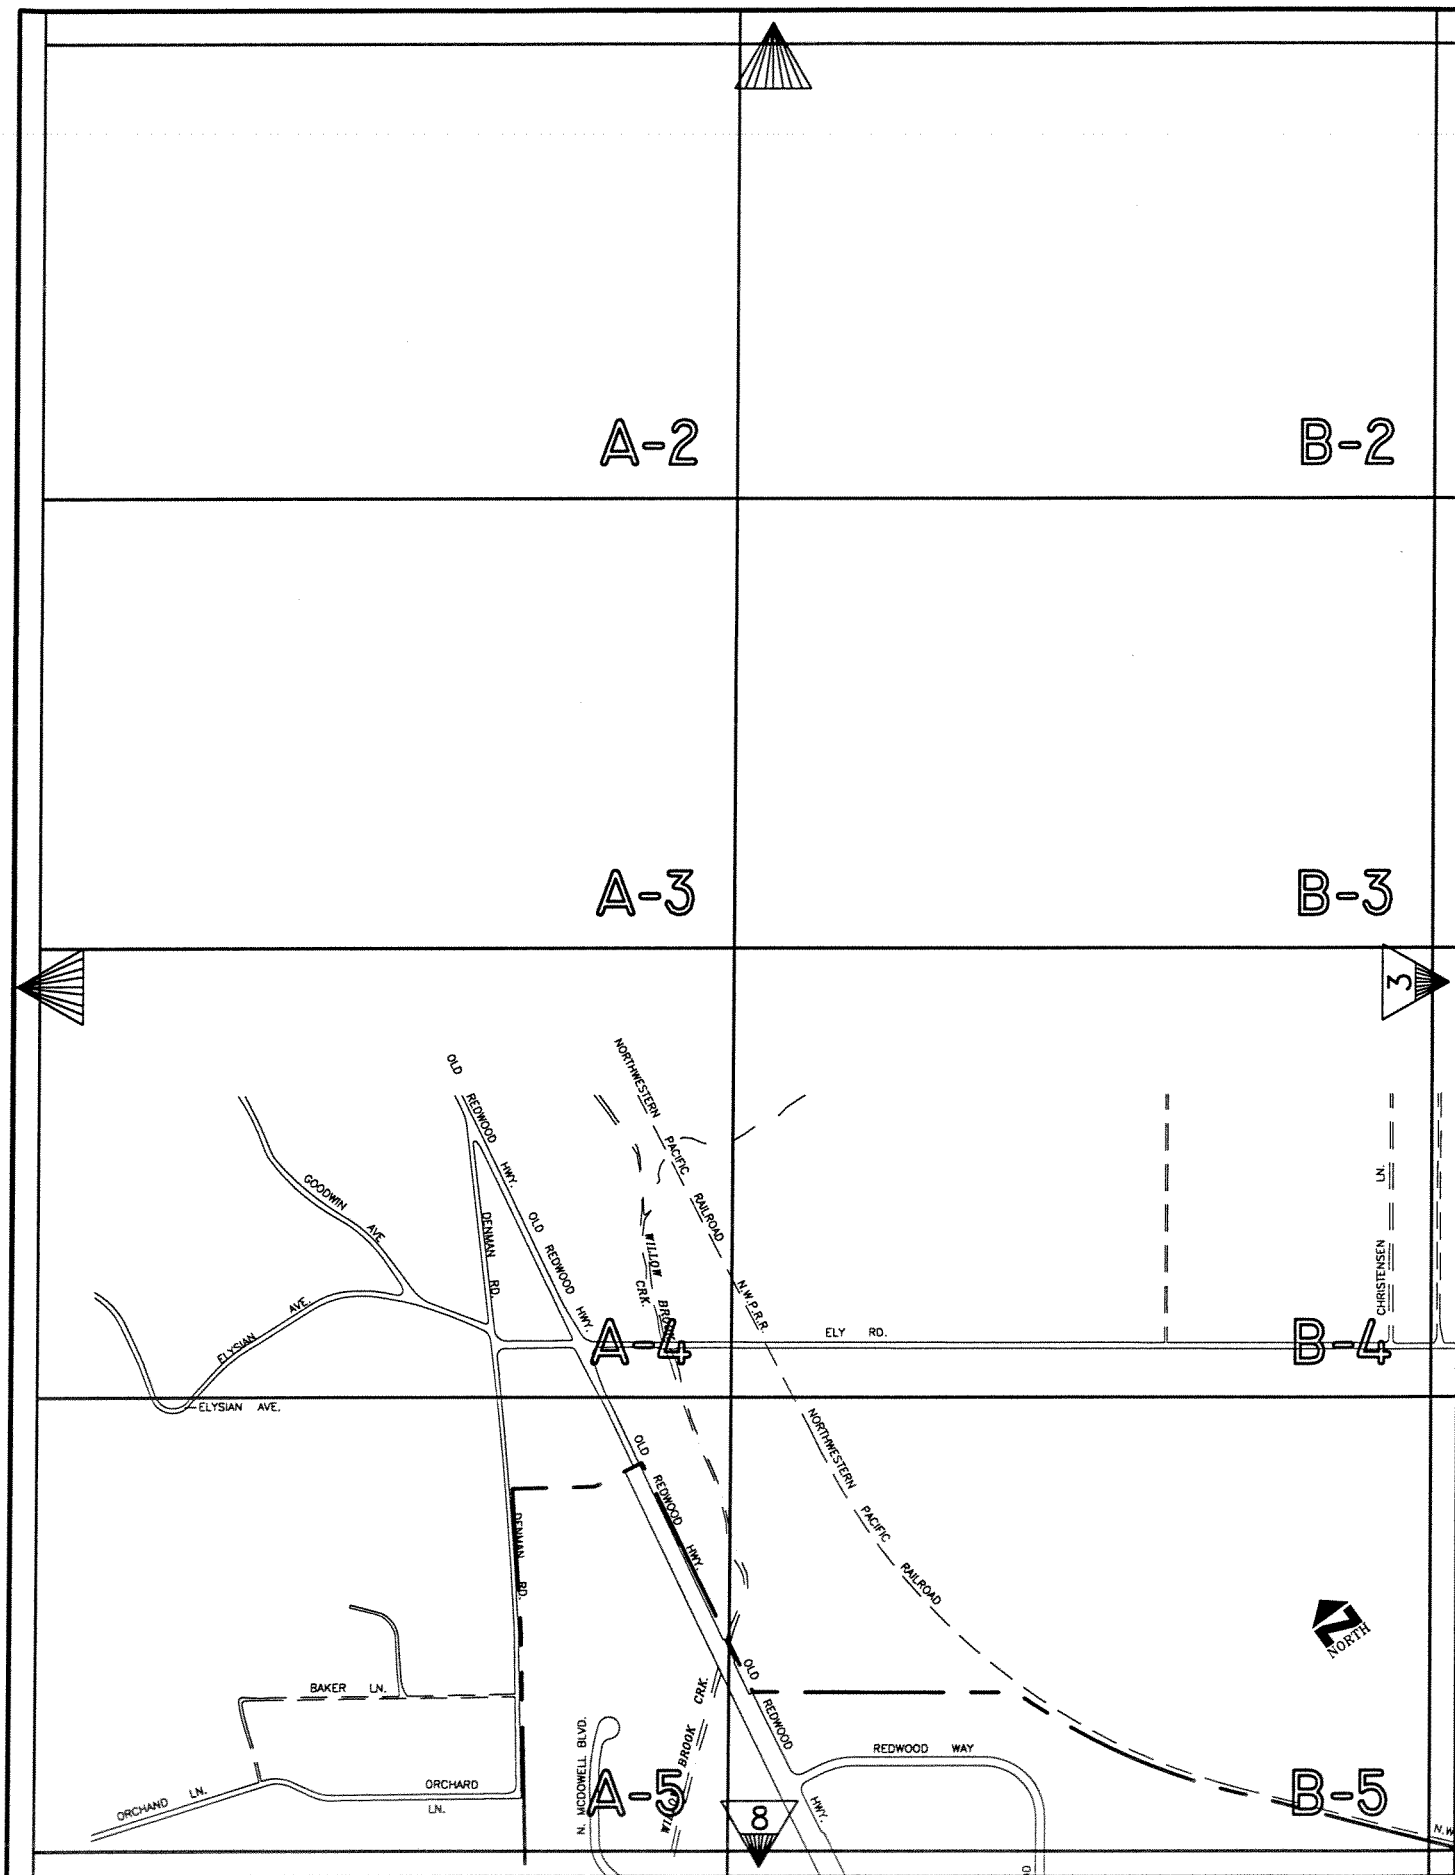 A-2
B-2
A-3
B-3
3
OLD REDWOOD HWY.
NORTHWESTERN PACIFIC RAILROAD
GOODWIN AVE.
DENMAN RD.
OLD REDWOOD HWY.
WILLOW BROOK
CRK.
N.W.P.R.R.
CHRISTENSEN LN.
ELYSIAN AVE.
ELY RD.
A-4
B-4
ELYSIAN AVE.
OLD REDWOOD HWY.
NORTHWESTERN PACIFIC RAILROAD
DENMAN RD.
NORTH
BAKER LN.
OLD REDWOOD HWY.
BROOK CRK.
N. MCDOWELL BLVD.
REDWOOD WAY
ORCHARD LN.
ORCHARD
LN.
A-5
8
B-5
N.W